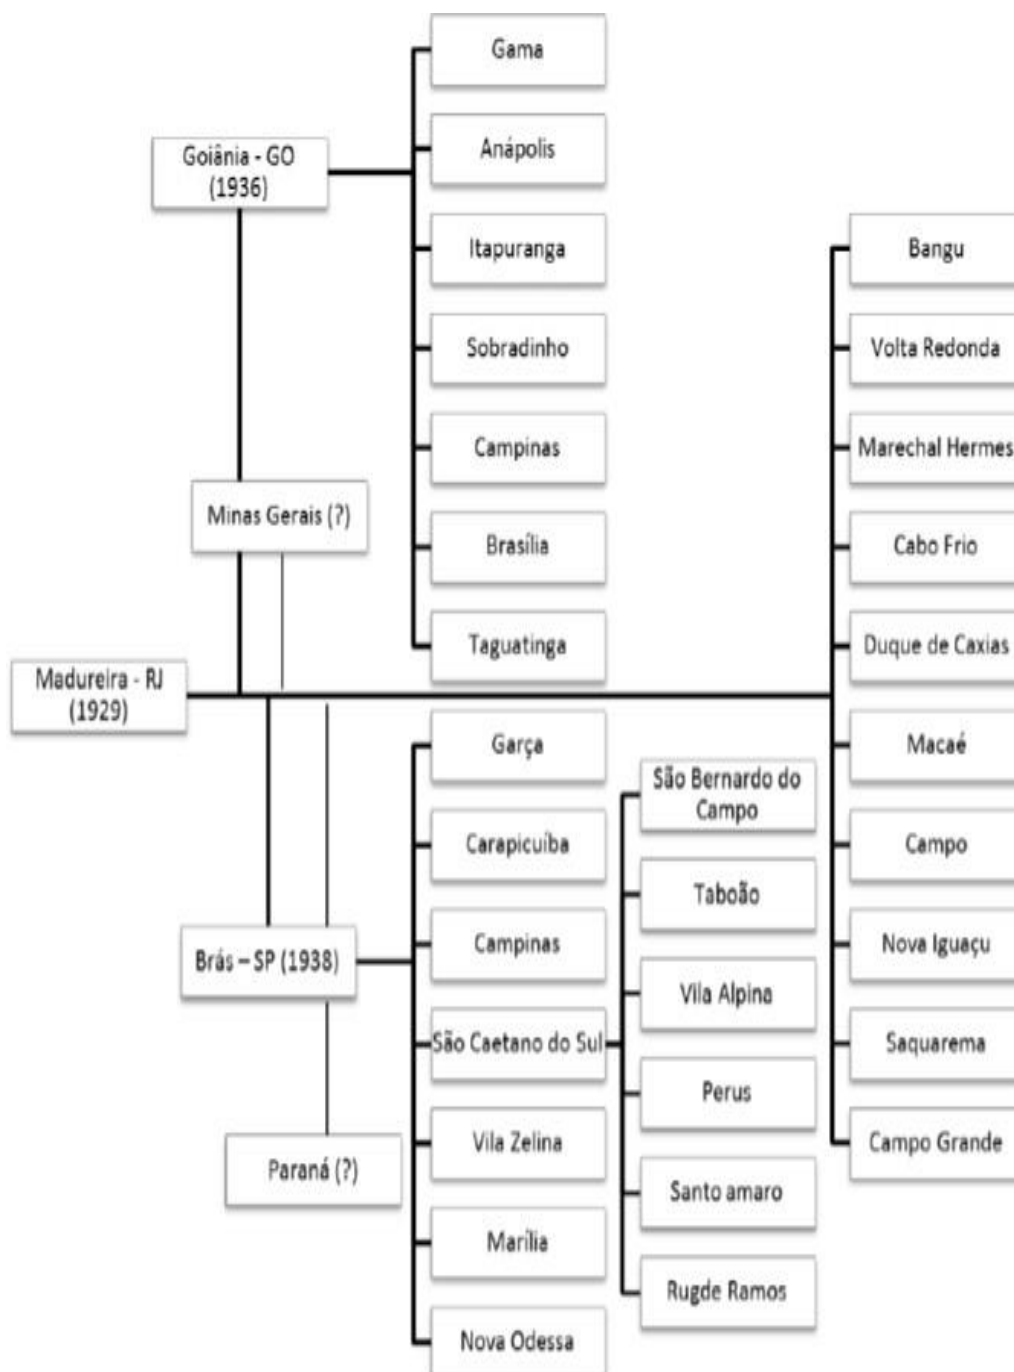 Gama
Goiânia - GO
(1936)
Anápolis
Itapuranga
Sobradinho
Campinas
Minas Gerais (?)
Brasília
Taguatinga
Madureira - RJ
(1929)
Bangu
Volta Redonda
Marechal Hermes
Cabo Frio
Duque de Caxias
Macaé
Campo
Nova Iguaçu
Saquarema
Campo Grande
Garça
Carapicuíba
Campinas
Brás – SP (1938)
São Caetano do Sul
Vila Zelina
Paraná (?)
Marília
Nova Odessa
São Bernardo do
Campo
Taboão
Vila Alpina
Perus
Santo amaro
Rugde Ramos